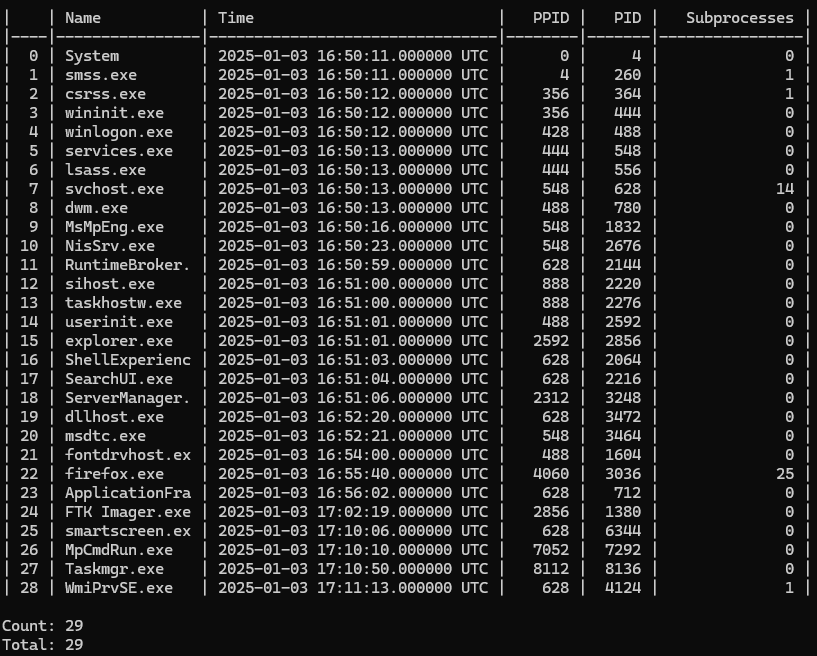 |    | Name           | Time                           |   PPID |   PID |   Subprocesses |
|----|----------------|--------------------------------|--------|-------|----------------|
|  0 | System         | 2025-01-03 16:50:11.000000 UTC |      0 |     4 |              0 |
|  1 | smss.exe       | 2025-01-03 16:50:11.000000 UTC |      4 |   260 |              1 |
|  2 | csrss.exe      | 2025-01-03 16:50:12.000000 UTC |    356 |   364 |              1 |
|  3 | wininit.exe    | 2025-01-03 16:50:12.000000 UTC |    356 |   444 |              0 |
|  4 | winlogon.exe   | 2025-01-03 16:50:12.000000 UTC |    428 |   488 |              0 |
|  5 | services.exe   | 2025-01-03 16:50:13.000000 UTC |    444 |   548 |              0 |
|  6 | lsass.exe      | 2025-01-03 16:50:13.000000 UTC |    444 |   556 |              0 |
|  7 | svchost.exe    | 2025-01-03 16:50:13.000000 UTC |    548 |   628 |             14 |
|  8 | dwm.exe        | 2025-01-03 16:50:13.000000 UTC |    488 |   780 |              0 |
|  9 | MsMpEng.exe    | 2025-01-03 16:50:16.000000 UTC |    548 |  1832 |              0 |
| 10 | NisSrv.exe     | 2025-01-03 16:50:23.000000 UTC |    548 |  2676 |              0 |
| 11 | RuntimeBroker. | 2025-01-03 16:50:59.000000 UTC |    628 |  2144 |              0 |
| 12 | sihost.exe     | 2025-01-03 16:51:00.000000 UTC |    888 |  2220 |              0 |
| 13 | taskhostw.exe  | 2025-01-03 16:51:00.000000 UTC |    888 |  2276 |              0 |
| 14 | userinit.exe   | 2025-01-03 16:51:01.000000 UTC |    488 |  2592 |              0 |
| 15 | explorer.exe   | 2025-01-03 16:51:01.000000 UTC |   2592 |  2856 |              0 |
| 16 | ShellExperienc | 2025-01-03 16:51:03.000000 UTC |    628 |  2064 |              0 |
| 17 | SearchUI.exe   | 2025-01-03 16:51:04.000000 UTC |    628 |  2216 |              0 |
| 18 | ServerManager. | 2025-01-03 16:51:06.000000 UTC |   2312 |  3248 |              0 |
| 19 | dllhost.exe    | 2025-01-03 16:52:20.000000 UTC |    628 |  3472 |              0 |
| 20 | msdtc.exe      | 2025-01-03 16:52:21.000000 UTC |    548 |  3464 |              0 |
| 21 | fontdrvhost.ex | 2025-01-03 16:54:00.000000 UTC |    488 |  1604 |              0 |
| 22 | firefox.exe    | 2025-01-03 16:55:40.000000 UTC |   4060 |  3036 |             25 |
| 23 | ApplicationFra | 2025-01-03 16:56:02.000000 UTC |    628 |   712 |              0 |
| 24 | FTK Imager.exe | 2025-01-03 17:02:19.000000 UTC |   2856 |  1380 |              0 |
| 25 | smartscreen.ex | 2025-01-03 17:10:06.000000 UTC |    628 |  6344 |              0 |
| 26 | MpCmdRun.exe   | 2025-01-03 17:10:10.000000 UTC |   7052 |  7292 |              0 |
| 27 | Taskmgr.exe    | 2025-01-03 17:10:50.000000 UTC |   8112 |  8136 |              0 |
| 28 | WmiPrvSE.exe   | 2025-01-03 17:11:13.000000 UTC |    628 |  4124 |              1 |
Count: 29
Total: 29